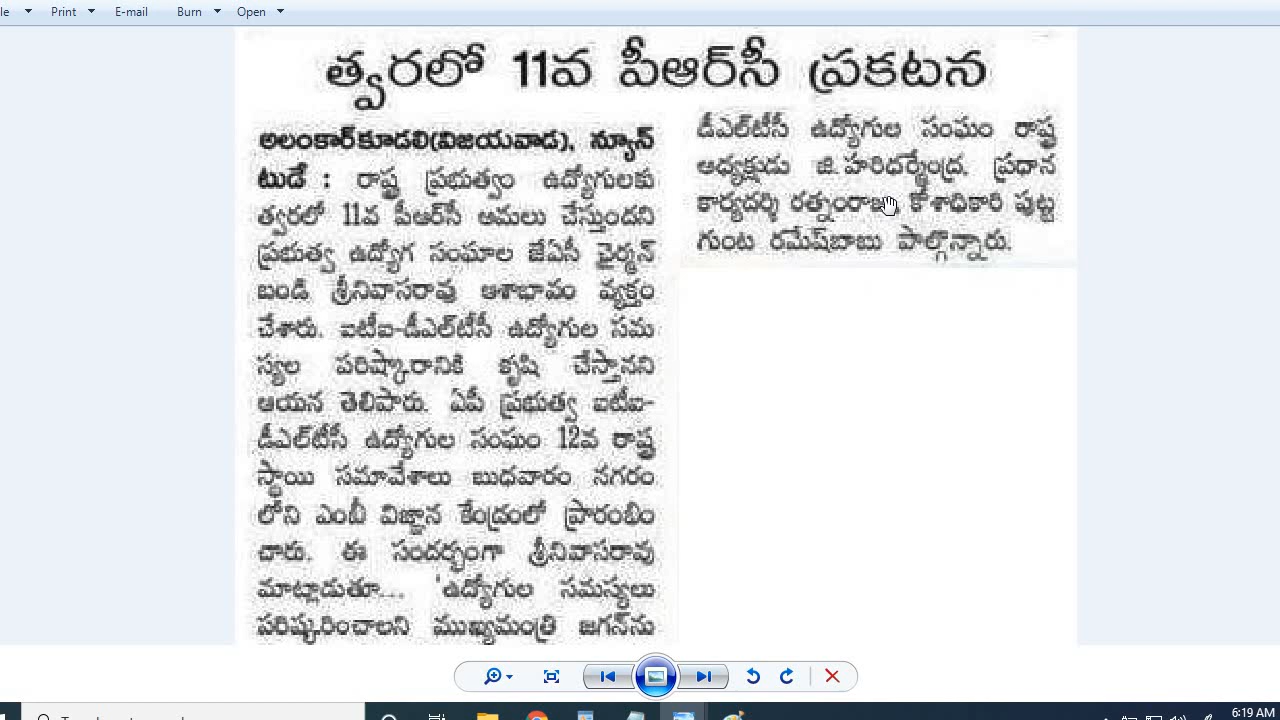 le Print E-mail Burn Open
త్వరలో 11వ పీఆర్‌సీ ప్రకటన
అలంకార్‌కూడలి(విజయవాడ), న్యూస్
టుడే : రాష్ట్ర ప్రభుత్వం ఉద్యోగులకు
త్వరలో 11వ పీఆర్‌సీ అమలు చేస్తుందని
ప్రభుత్వ ఉద్యోగ సంఘాల జేఏసీ ఛైర్మన్
బండి శ్రీనివాసరావు ఆశాభావం వ్యక్తం
చేశారు. ఐటీఐ-డీఎల్‌టీసీ ఉద్యోగుల సమ
స్యల పరిష్కారానికి కృషి చేస్తానని
ఆయన తెలిపారు. ఏపీ ప్రభుత్వ ఐటీఐ-
డీఎల్‌టీసీ ఉద్యోగుల సంఘం 12వ రాష్ట్ర
స్థాయి సమావేశాలు బుధవారం నగరం
లోని ఎంబీ విజ్ఞాన కేంద్రంలో ప్రారంభిం
చారు. ఈ సందర్భంగా శ్రీనివాసరావు
మాట్లాడుతూ... 'ఉద్యోగుల సమస్యలు
పరిష్కరించాలని ముఖ్యమంత్రి జగన్‌ను
డీఎల్‌టీసీ ఉద్యోగుల సంఘం రాష్ట్ర
అధ్యక్షుడు జి.హరిధర్మేంద్ర, ప్రధాన
కార్యదర్శి రత్నంరాజు, కోశాధికారి పుట్ట
గుంట రమేష్‌బాబు పాల్గొన్నారు.
6:19 AM